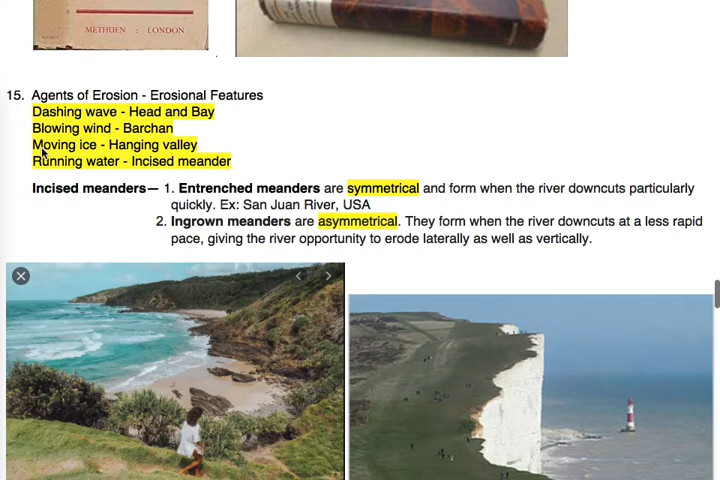 METHUEN : LONDON
15. Agents of Erosion - Erosional Features
Dashing wave - Head and Bay
Blowing wind - Barchan
Moving ice - Hanging valley
Running water - Incised meander
Incised meanders— 1. Entrenched meanders are symmetrical and form when the river downcuts particularly
quickly. Ex: San Juan River, USA
2. Ingrown meanders are asymmetrical. They form when the river downcuts at a less rapid
pace, giving the river opportunity to erode laterally as well as vertically.